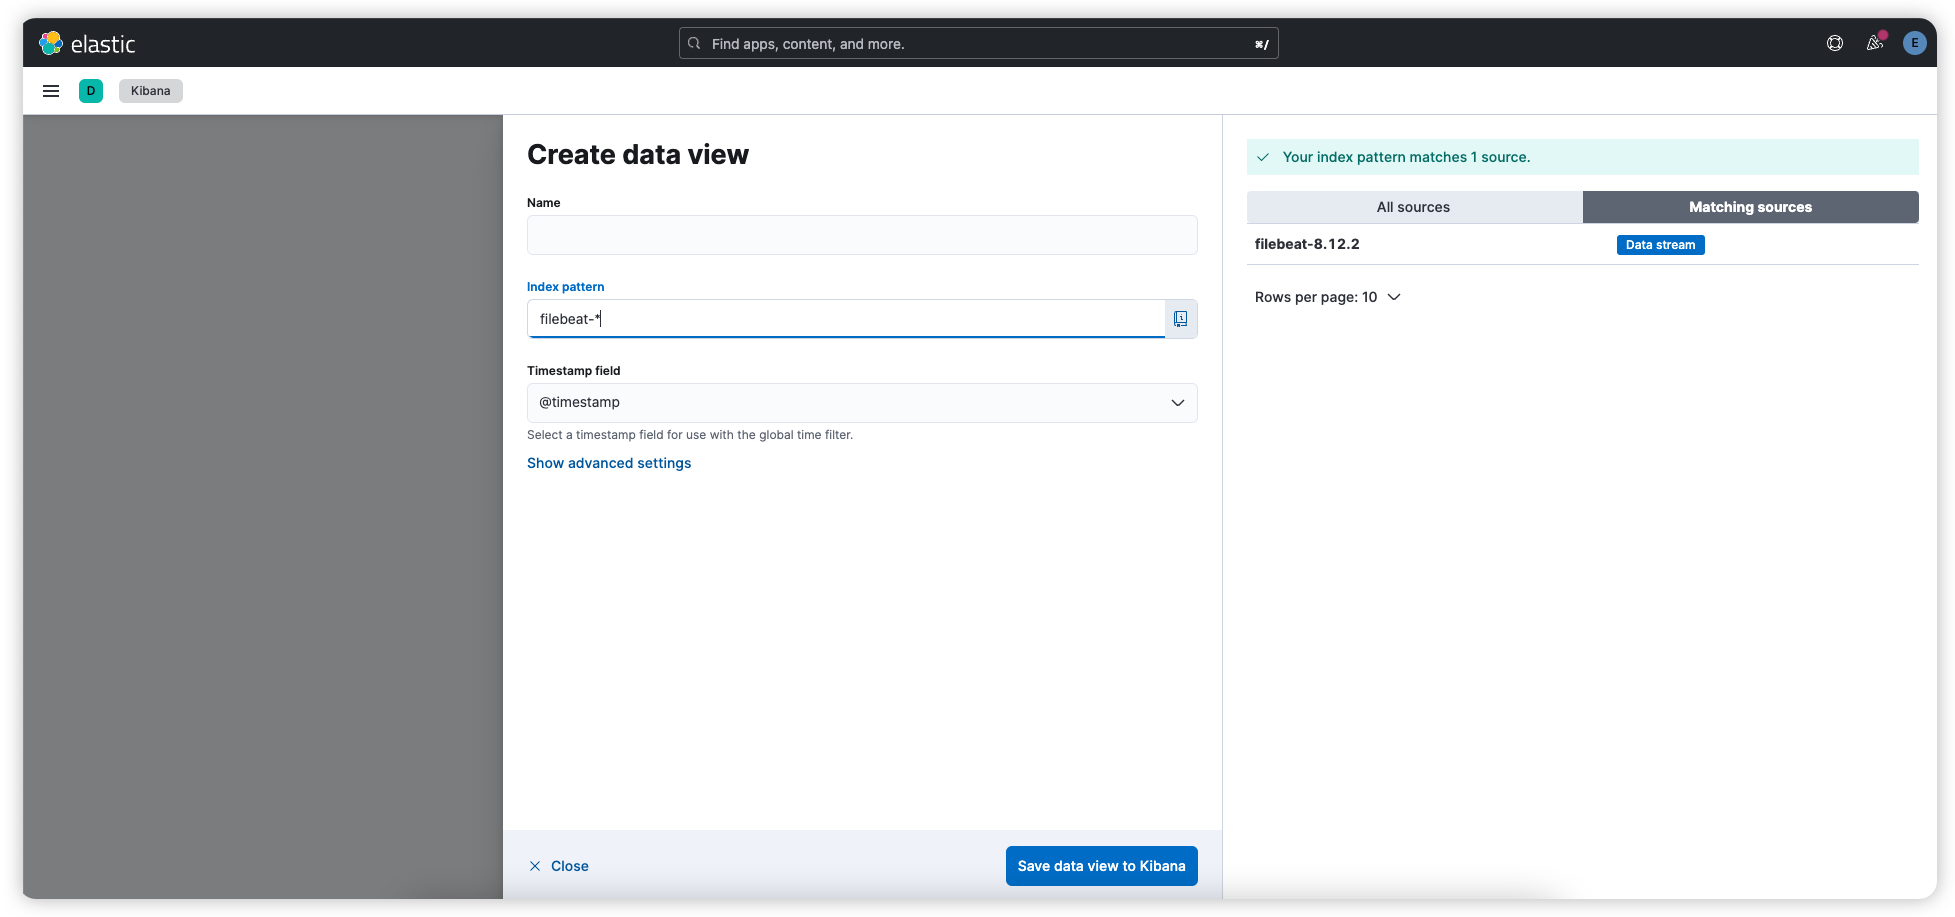 elastic
Find apps, content, and more.
⌘/
E
D
Kibana
Create data view
Name
Index pattern
filebeat-*
Timestamp field
@timestamp
Select a timestamp field for use with the global time filter.
Show advanced settings
Close
Save data view to Kibana
Your index pattern matches 1 source.
All sources
Matching sources
filebeat-8.12.2
Data stream
Rows per page: 10